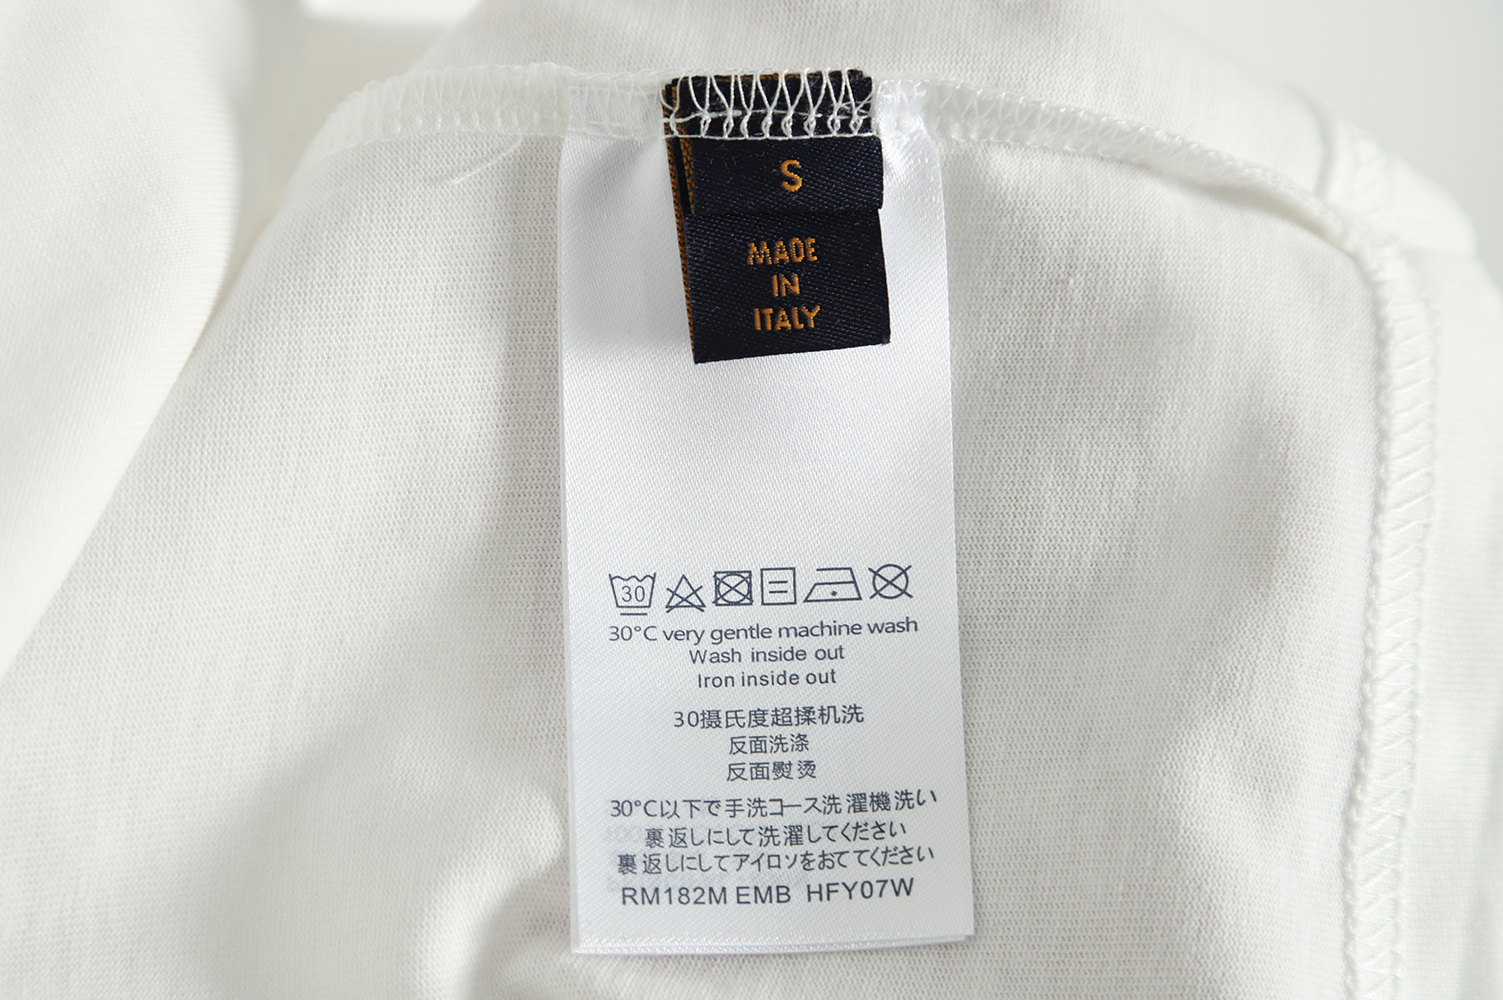 S
MADE
IN
ITALY
30
30°C very gentle machine wash
Wash inside out
Iron inside out
30摄氏度超揉机洗
反面洗涤
反面熨烫
30°C以下で手洗コース洗濯機洗い
裏返しにして洗濯してください
裏返しにしてアイロソをおててください
RM182M EMB HFY07W